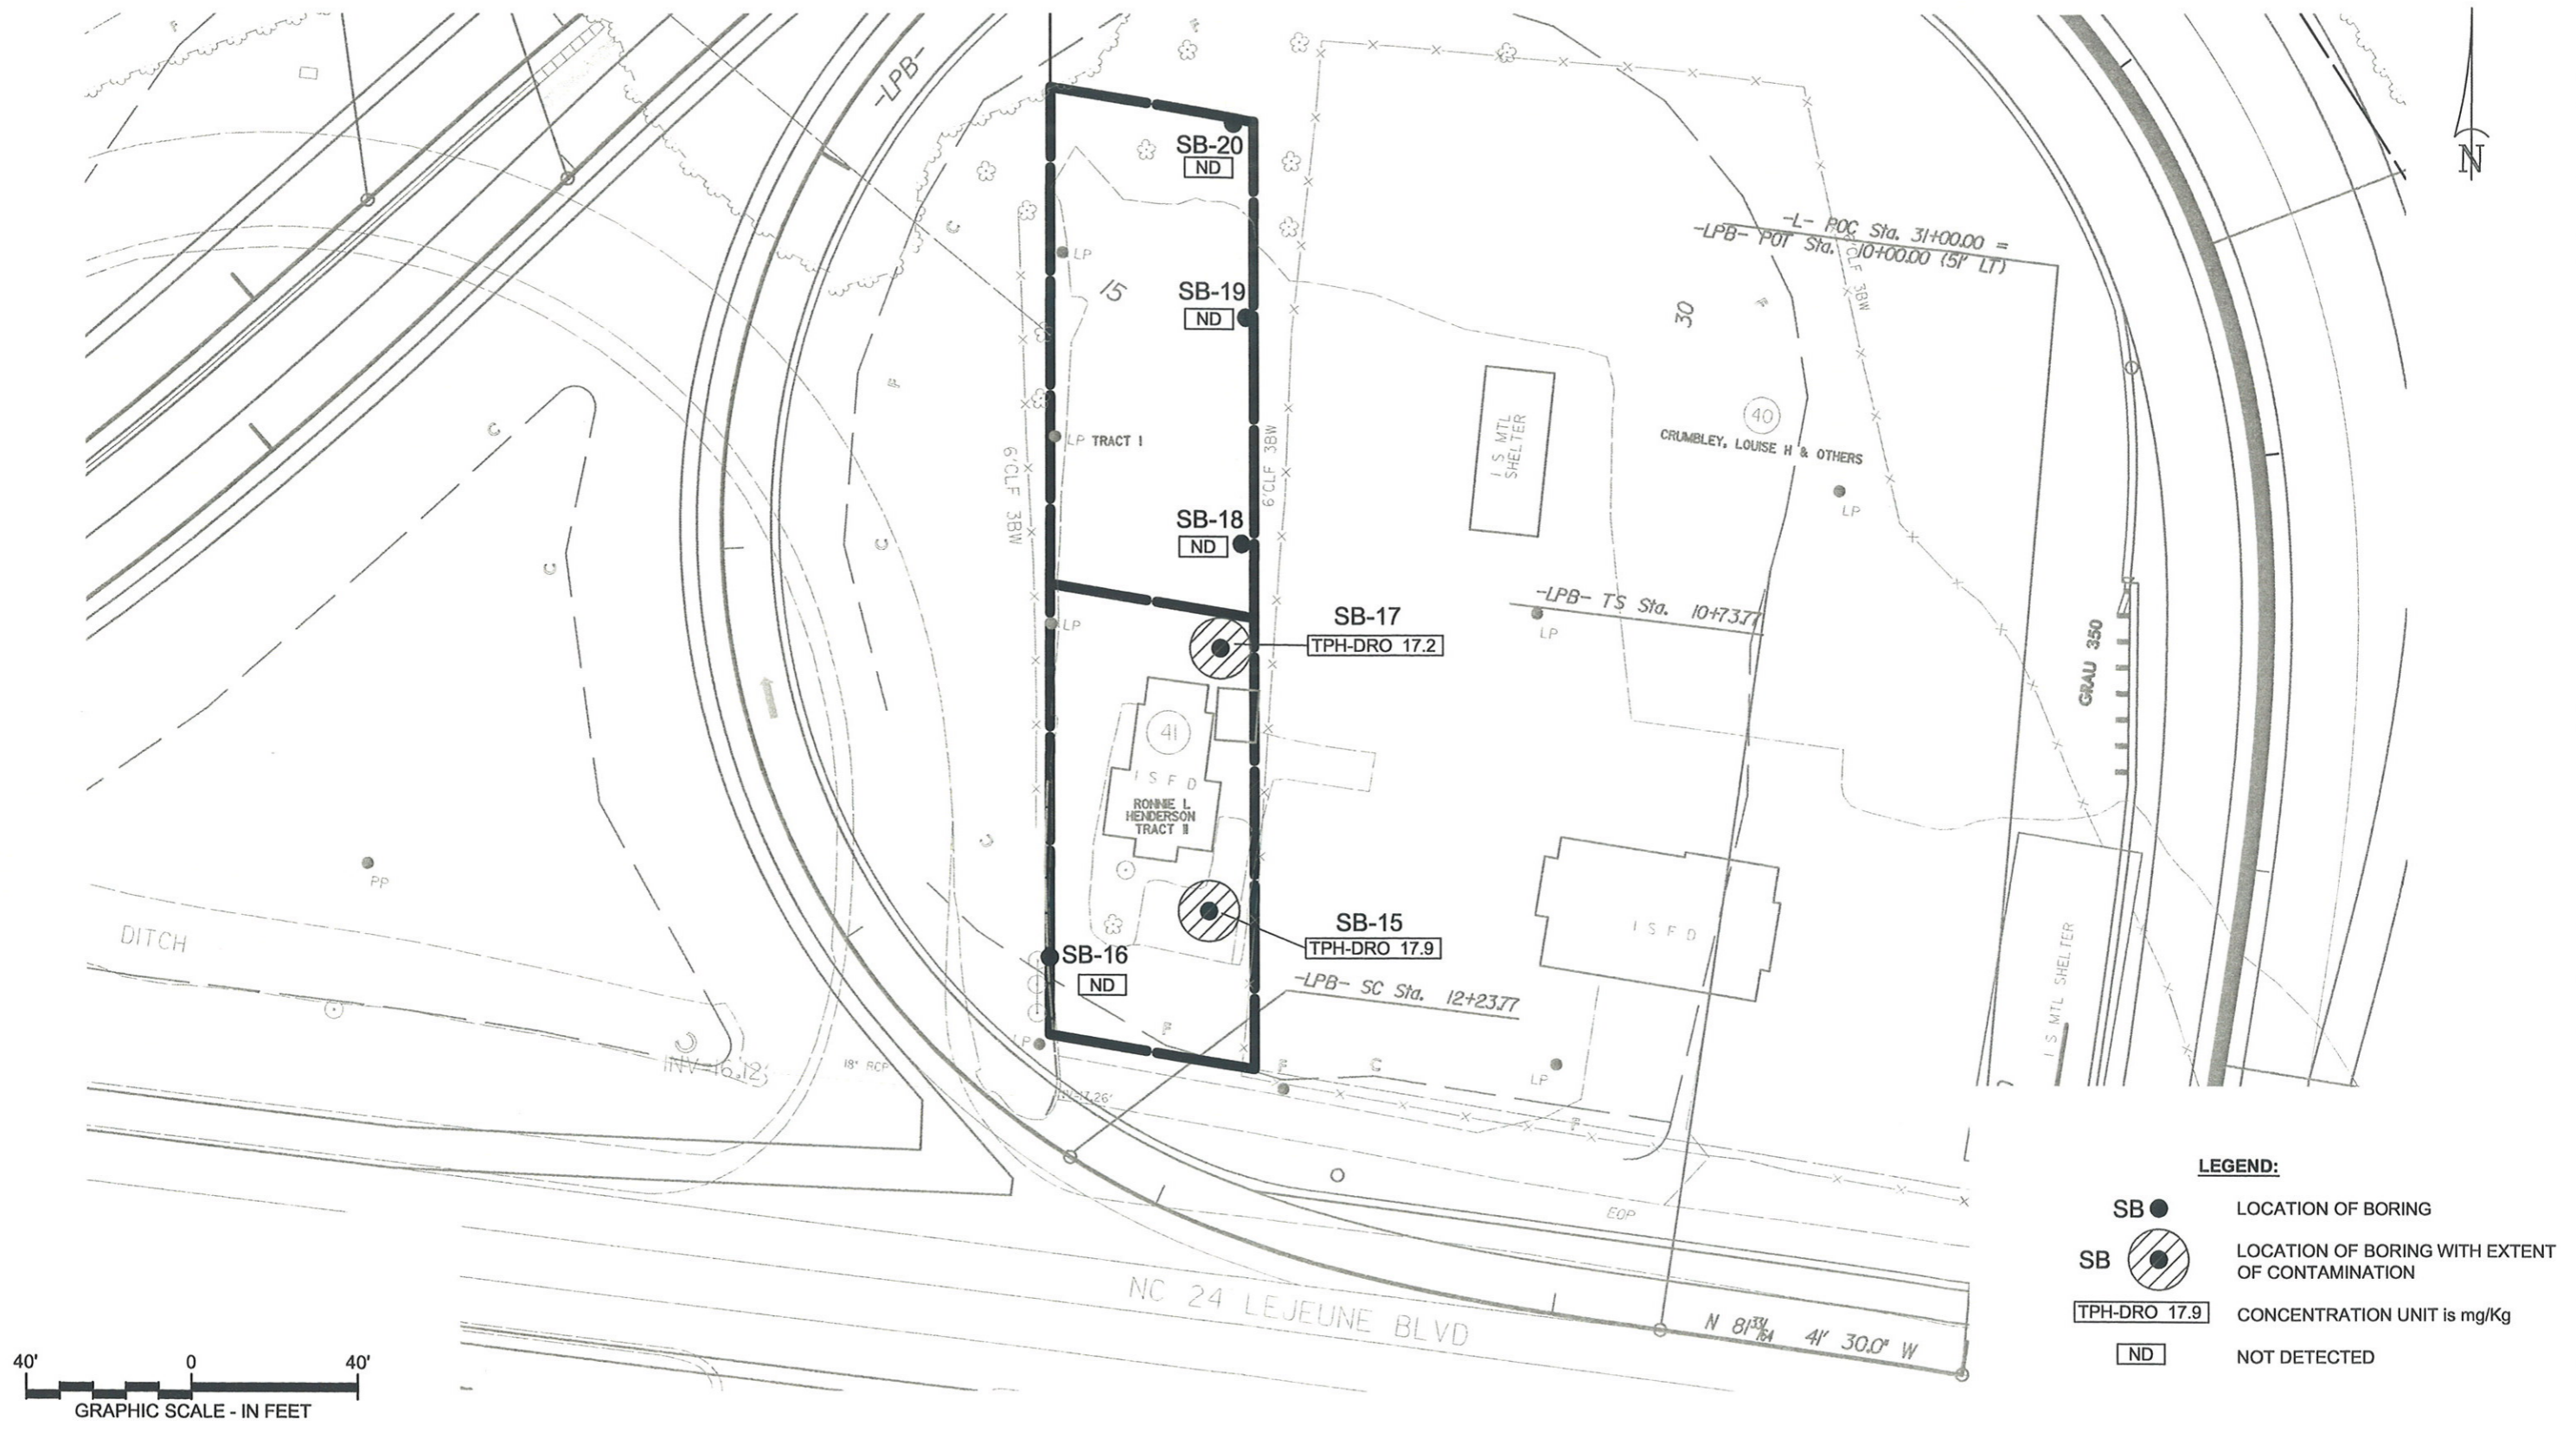 -LPB-
N
SB-20
ND
-L- POC Sta. 31+00.00 =
-LPB- POT Sta. 10+00.00 (51' LT)
C
LP
15
SB-19
ND
30
6'CLF 3BW
F
I S MTL
SHELTER
40
CRUMBLEY, LOUISE H & OTHERS
C
LP TRACT I
6'CLF 3BW
6'CLF 3BW
LP
SB-18
ND
C
C
-LPB- TS Sta. 10+73.77
LP
SB-17
TPH-DRO 17.2
LP
GRAU 350
41
I S F D
RONNIE L
HENDERSON
TRACT II
PP
DITCH
SB-15
TPH-DRO 17.9
I S F D
I S MTL SHELTER
SB-16
ND
-LPB- SC Sta. 12+23.77
INV-16.12'
18" RCP
LP
LP
C
EOP
NC 24 LEJEUNE BLVD
41' 30.0" W
LEGEND:
SB LOCATION OF BORING
SB LOCATION OF BORING WITH EXTENT
OF CONTAMINATION
TPH-DRO 17.9 CONCENTRATION UNIT is mg/Kg
ND NOT DETECTED
40' 0 40'
GRAPHIC SCALE - IN FEET